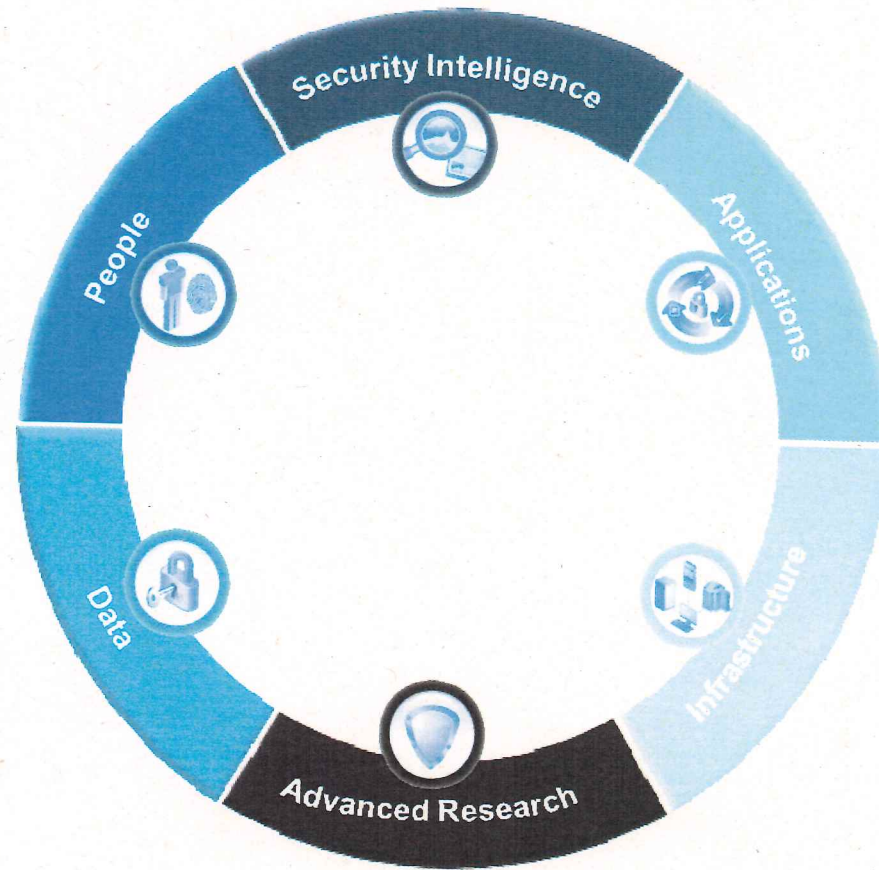 Security Intelligence
Applications
Infrastructure
Advanced Research
Data
People